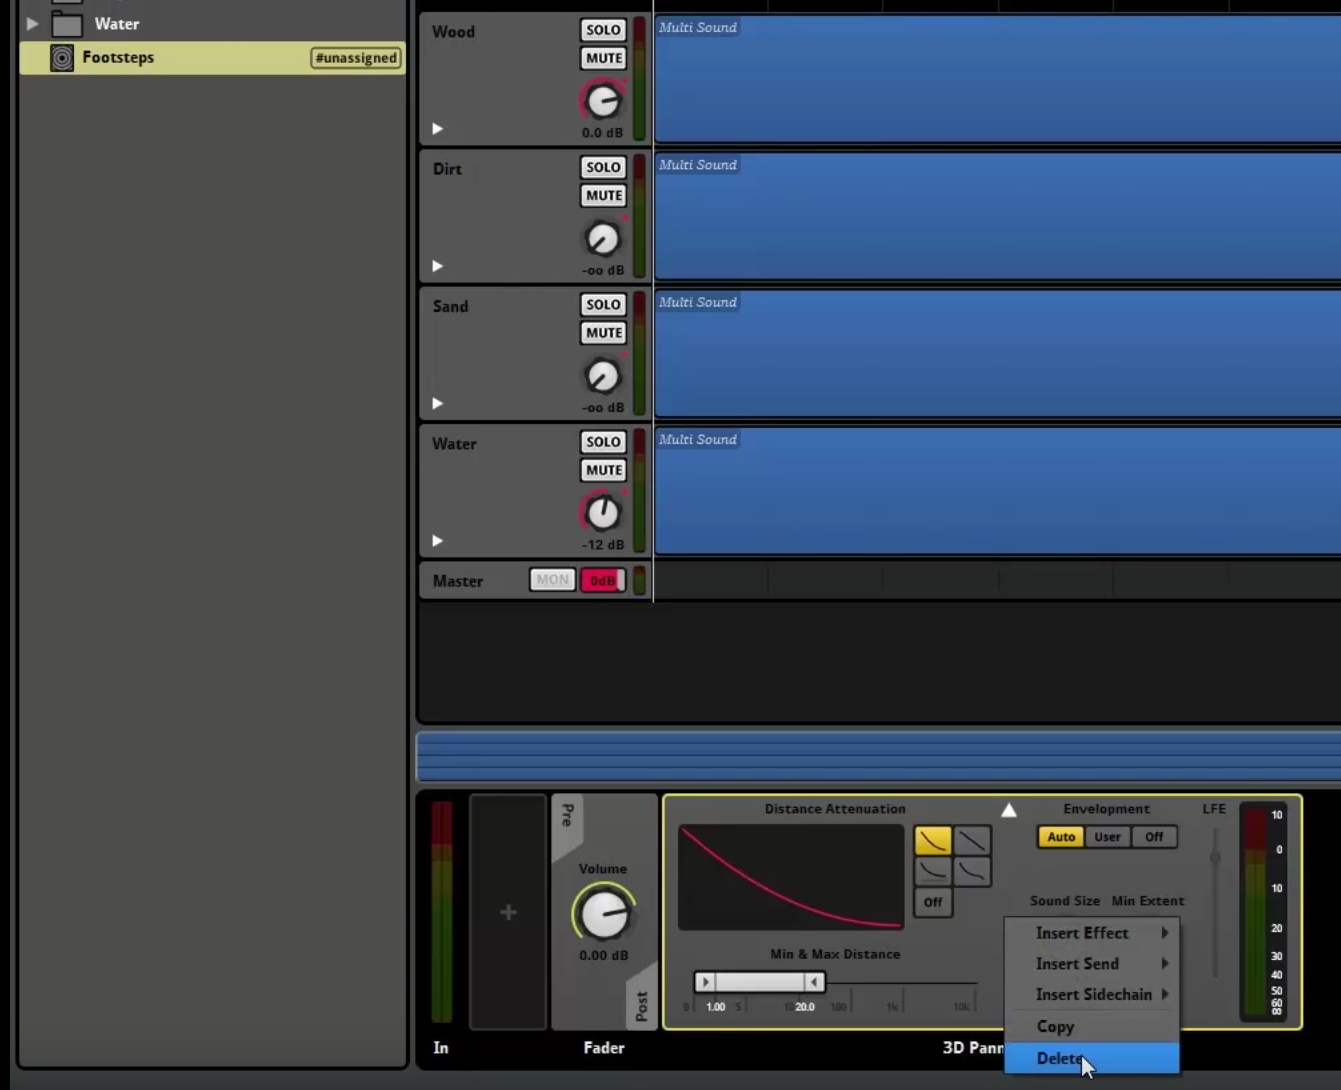 Water
Footsteps
#unassigned
Wood
SOLO
MUTE
0.0 dB
Multi Sound
Dirt
SOLO
MUTE
-oo dB
Multi Sound
Sand
SOLO
MUTE
-oo dB
Multi Sound
Water
SOLO
MUTE
-12 dB
Multi Sound
Master
MON
0dB
Pre
Volume
0.00 dB
Post
Distance Attenuation
Off
Min & Max Distance
0 1.00 5 20.0 100 1k 10k
Envelopment
Auto User Off
Sound Size Min Extent
LFE
10
0
10
20
30
40
50
60
Insert Effect
Insert Send
Insert Sidechain
Copy
Delete
In
Fader
3D Pann